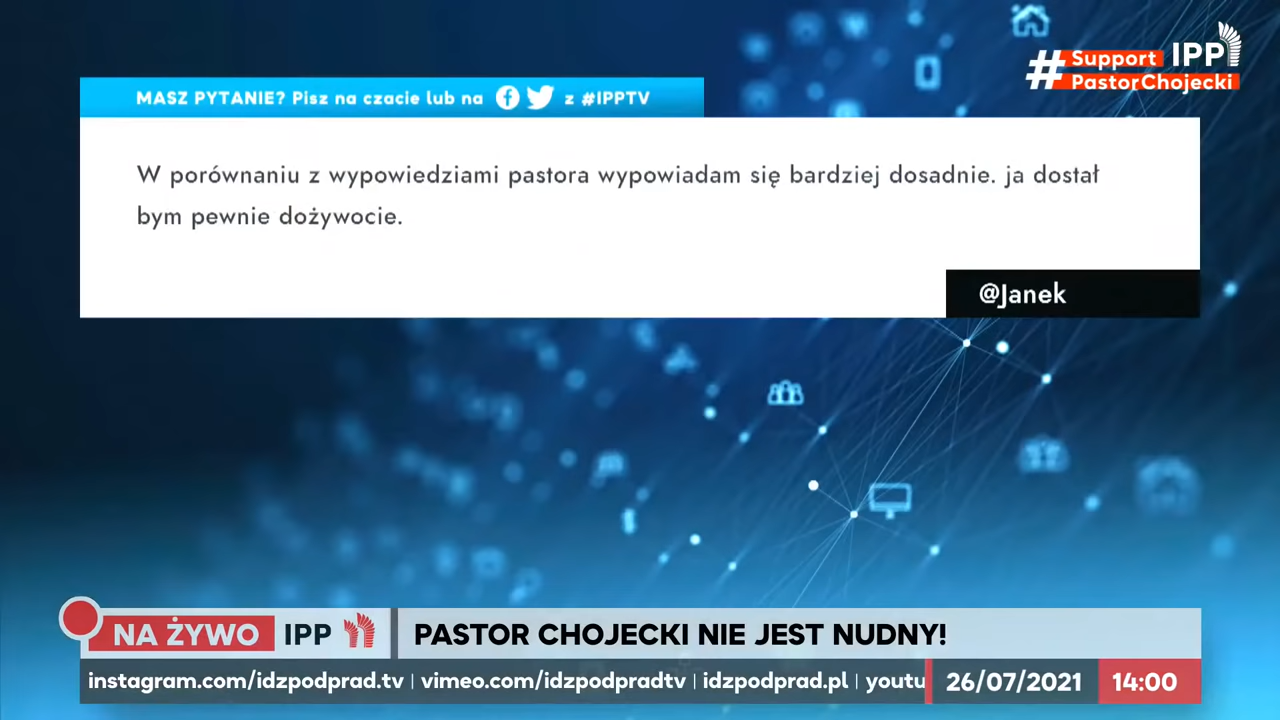 #Support IPP
PastorChojecki
MASZ PYTANIE? Pisz na czacie lub na z #IPPTV
W porównaniu z wypowiedziami pastora wypowiadam się bardziej dosadnie. ja dostał
bym pewnie dożywocie.
@Janek
NA ŻYWO IPP PASTOR CHOJECKI NIE JEST NUDNY!
instagram.com/idzpodprad.tv | vimeo.com/idzpodpradtv | idzpodprad.pl | youtu 26/07/2021 14:00